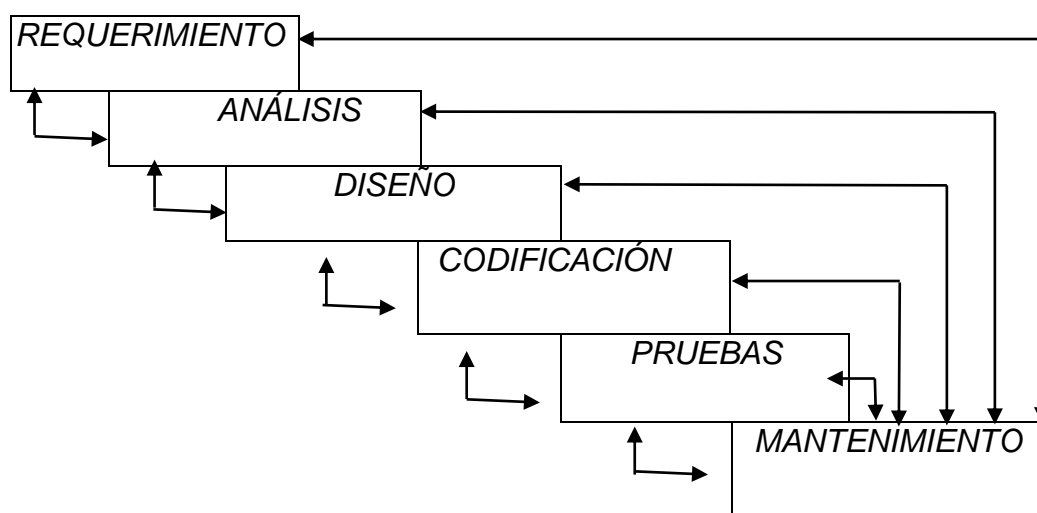 REQUERIMIENTO
ANÁLISIS
DISEÑO
CODIFICACIÓN
PRUEBAS
MANTENIMIENTO